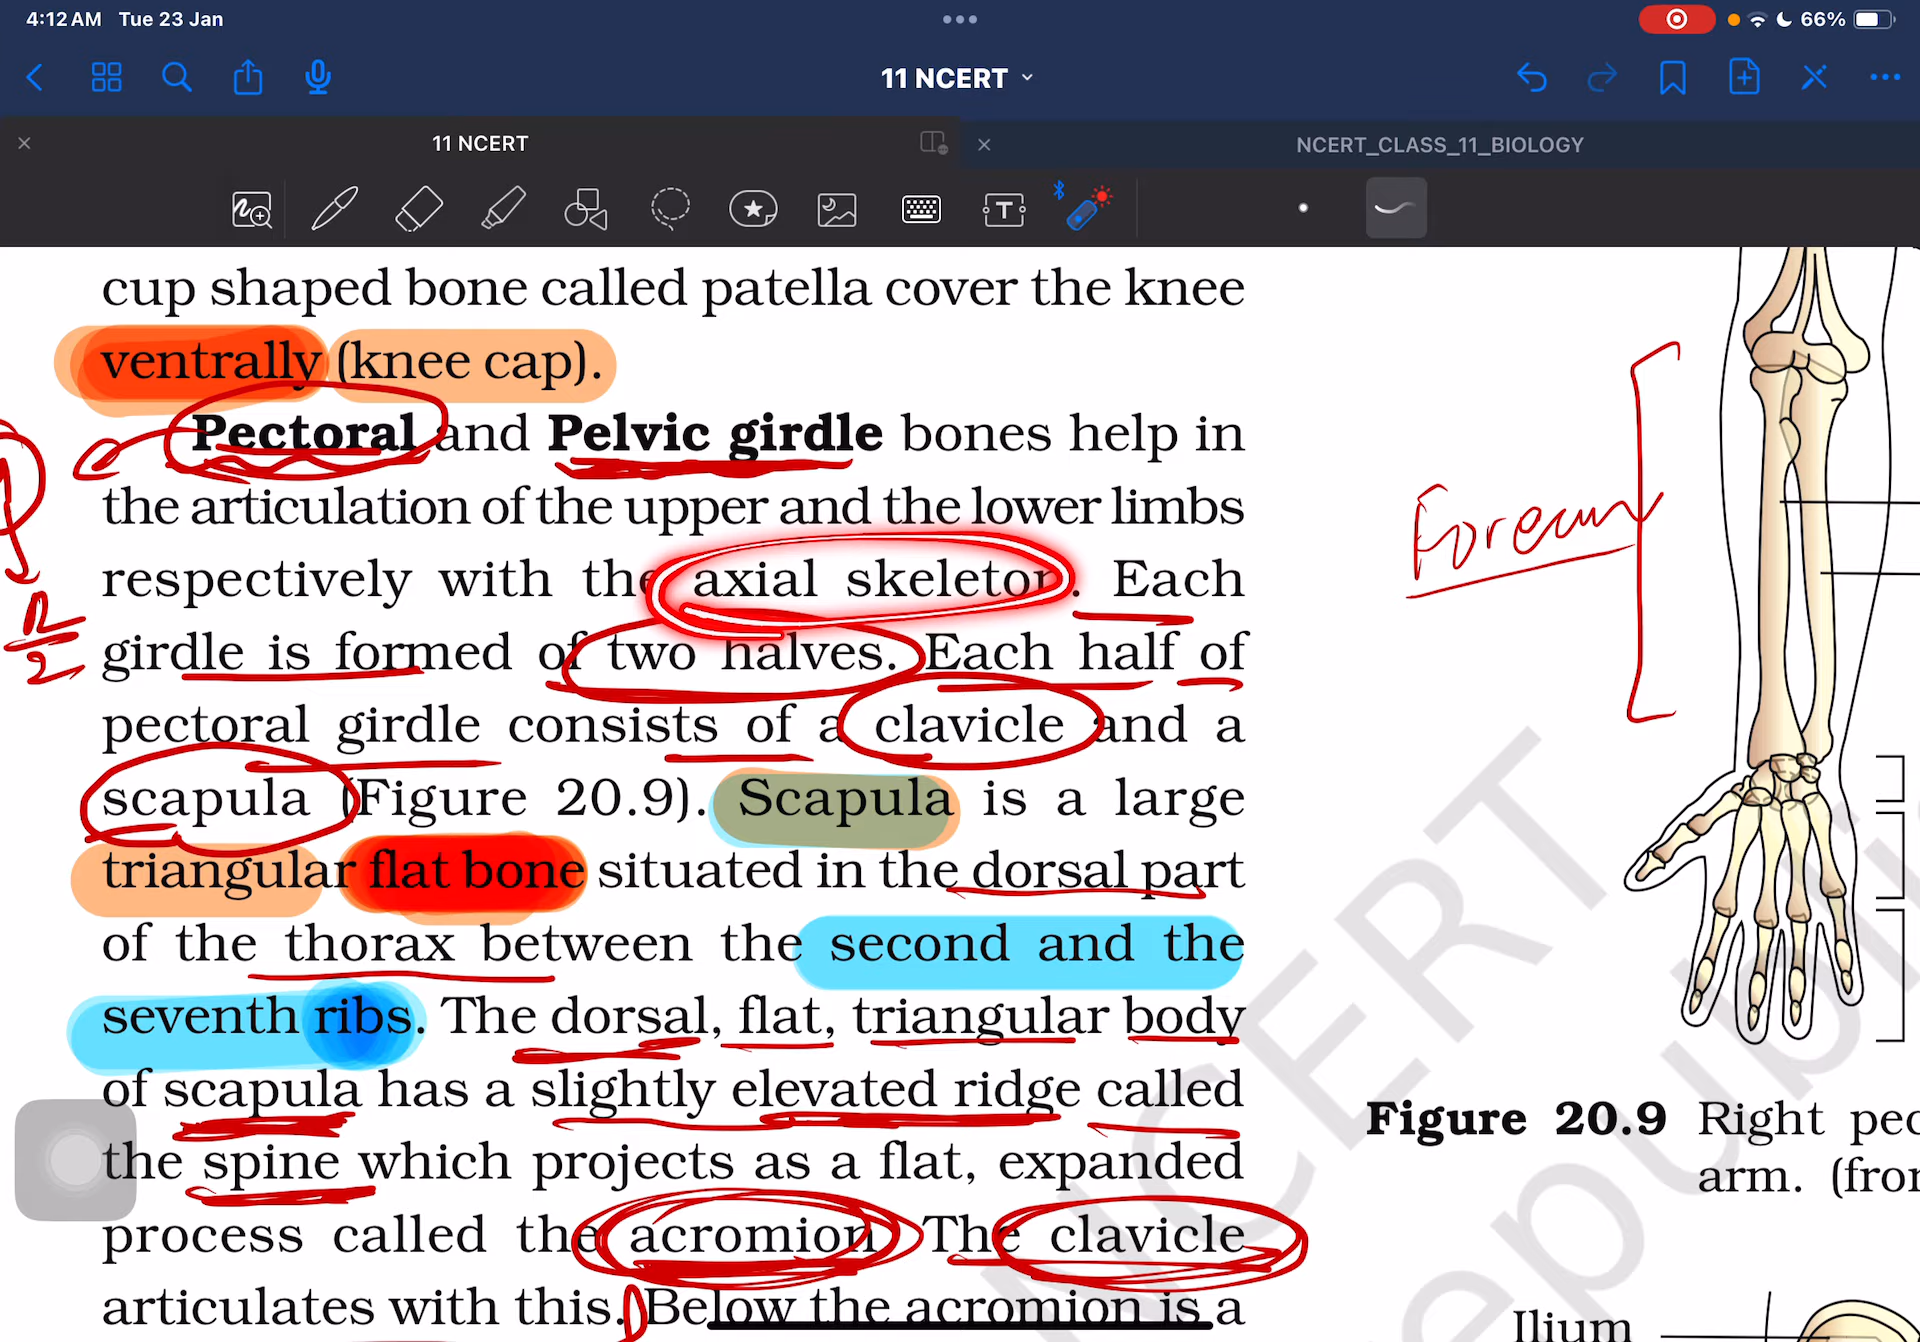 4:12 AM Tue 23 Jan
66%
11 NCERT
11 NCERT
NCERT_CLASS_11_BIOLOGY
T
cup shaped bone called patella cover the knee
ventrally (knee cap).
Pectoral and Pelvic girdle bones help in
the articulation of the upper and the lower limbs
respectively with the axial skeleton. Each
girdle is formed of two halves. Each half of
pectoral girdle consists of a clavicle and a
scapula (Figure 20.9). Scapula is a large
triangular flat bone situated in the dorsal part
of the thorax between the second and the
seventh ribs. The dorsal, flat, triangular body
of scapula has a slightly elevated ridge called
the spine which projects as a flat, expanded
process called the acromion. The clavicle
articulates with this. Below the acromion is a
Forearm
Figure 20.9 Right pec
arm. (fron
Ilium
NCERT
republi
NCERT
repub